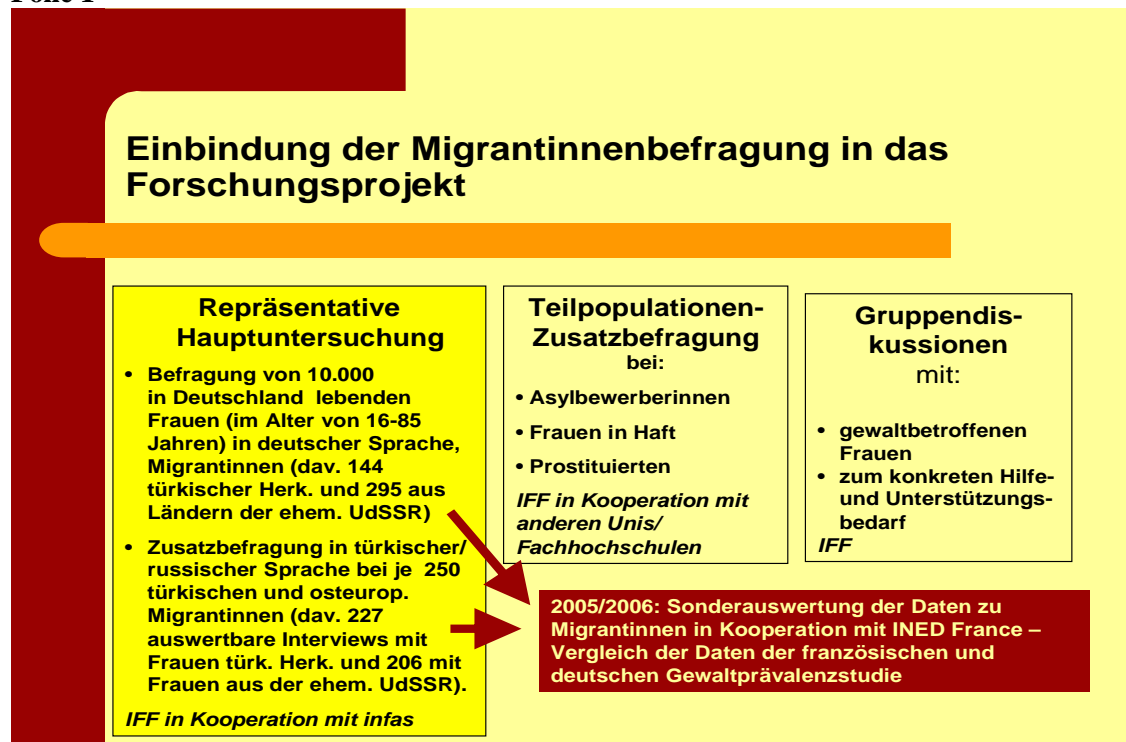 Einbindung der Migrantinnenbefragung in das
Forschungsprojekt
Repräsentative
Hauptuntersuchung
• Befragung von 10.000
in Deutschland lebenden
Frauen (im Alter von 16-85
Jahren) in deutscher Sprache,
Migrantinnen (dav. 144
türkischer Herk. und 295 aus
Ländern der ehem. UdSSR)
• Zusatzbefragung in türkischer/
russischer Sprache bei je 250
türkischen und osteurop.
Migrantinnen (dav. 227
auswertbare Interviews mit
Frauen türk. Herk. und 206 mit
Frauen aus der ehem. UdSSR).
IFF in Kooperation mit infas
Teilpopulationen-
Zusatzbefragung
bei:
• Asylbewerberinnen
• Frauen in Haft
• Prostituierten
IFF in Kooperation mit
anderen Unis/
Fachhochschulen
Gruppendis-
kussionen
mit:
• gewaltbetroffenen
Frauen
• zum konkreten Hilfe-
und Unterstützungs-
bedarf
IFF
2005/2006: Sonderauswertung der Daten zu
Migrantinnen in Kooperation mit INED France –
Vergleich der Daten der französischen und
deutschen Gewaltprävalenzstudie